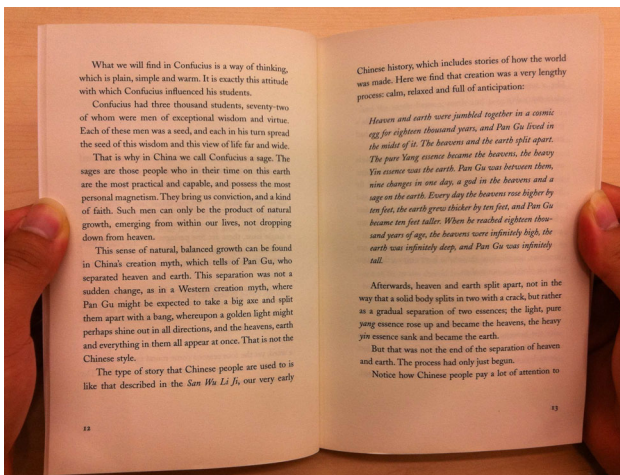 What we will find in Confucius is a way of thinking,
which is plain, simple and warm. It is exactly this attitude
with which Confucius influenced his students.
Confucius had three thousand students, seventy-two
of whom were men of exceptional wisdom and virtue.
Each of these men was a seed, and each in his turn spread
the seed of this wisdom and this view of life far and wide.
That is why in China we call Confucius a sage. The
sages are those people who in their time on this earth
are the most practical and capable, and possess the most
personal magnetism. They bring us conviction, and a kind
of faith. Such men can only be the product of natural
growth, emerging from within our lives, not dropping
down from heaven.
This sense of natural, balanced growth can be found
in China's creation myth, which tells of Pan Gu, who
separated heaven and earth. This separation was not a
sudden change, as in a Western creation myth, where
Pan Gu might be expected to take a big axe and split
them apart with a bang, whereupon a golden light might
perhaps shine out in all directions, and the heavens, earth
and everything in them all appear at once. That is not the
Chinese style.
The type of story that Chinese people are used to is
like that described in the San Wu Li Ji, our very early
12
Chinese history, which includes stories of how the world
was made. Here we find that creation was a very lengthy
process: calm, relaxed and full of anticipation:
Heaven and earth were jumbled together in a cosmic
egg for eighteen thousand years, and Pan Gu lived in
the midst of it. The heavens and the earth split apart.
The pure Yang essence became the heavens, the heavy
Yin essence was the earth. Pan Gu was between them,
nine changes in one day, a god in the heavens and a
sage on the earth. Every day the heavens rose higher by
ten feet, the earth grew thicker by ten feet, and Pan Gu
became ten feet taller. When he reached eighteen thou-
sand years of age, the heavens were infinitely high, the
earth was infinitely deep, and Pan Gu was infinitely
tall.
Afterwards, heaven and earth split apart, not in the
way that a solid body splits in two with a crack, but rather
as a gradual separation of two essences; the light, pure
yang essence rose up and became the heavens, the heavy
yin essence sank and became the earth.
But that was not the end of the separation of heaven
and earth. The process had only just begun.
Notice how Chinese people pay a lot of attention to
13